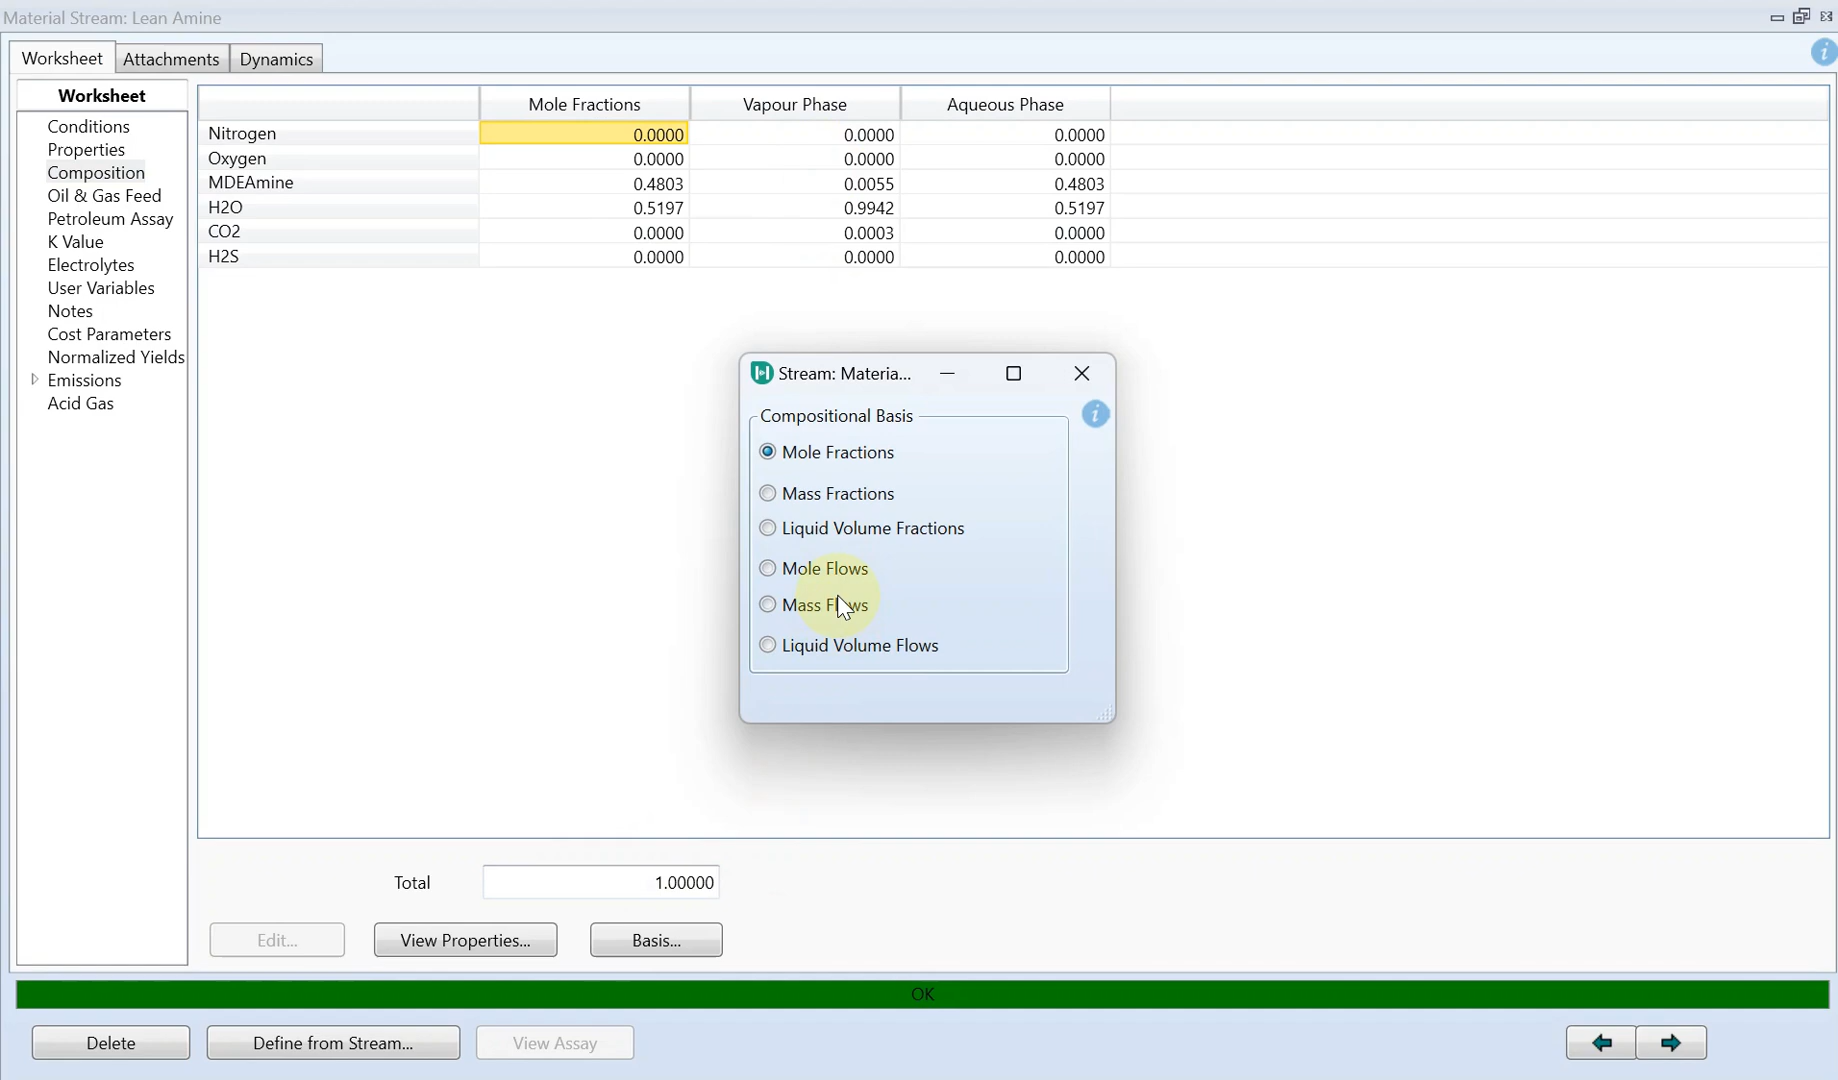 Material Stream: Lean Amine
Worksheet Attachments Dynamics
Worksheet
Conditions
Properties
Composition
Oil & Gas Feed
Petroleum Assay
K Value
Electrolytes
User Variables
Notes
Cost Parameters
Normalized Yields
Emissions
Acid Gas
Mole Fractions Vapour Phase Aqueous Phase
Nitrogen 0.0000 0.0000 0.0000
Oxygen 0.0000 0.0000 0.0000
MDEAmine 0.4803 0.0055 0.4803
H2O 0.5197 0.9942 0.5197
CO2 0.0000 0.0003 0.0000
H2S 0.0000 0.0000 0.0000
Stream: Materia...
Compositional Basis
Mole Fractions
Mass Fractions
Liquid Volume Fractions
Mole Flows
Mass Flows
Liquid Volume Flows
Total 1.00000
Edit... View Properties... Basis...
OK
Delete Define from Stream... View Assay